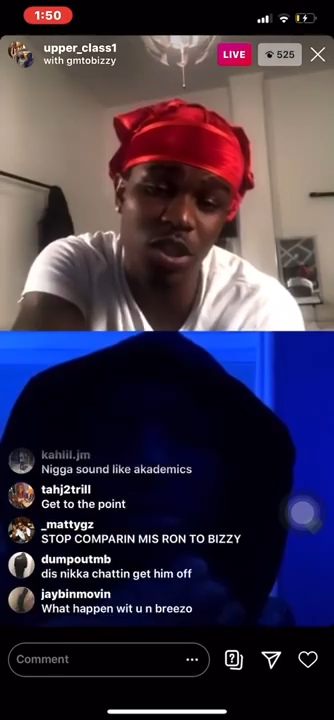 1:50
upper_class1
with gmtobizzy
LIVE
525
kahlil.jm
Nigga sound like akademics
tahj2trill
Get to the point
_mattygz
STOP COMPARIN MIS RON TO BIZZY
dumpoutmb
dis nikka chattin get him off
jaybinmovin
What happen wit u n breezo
Comment